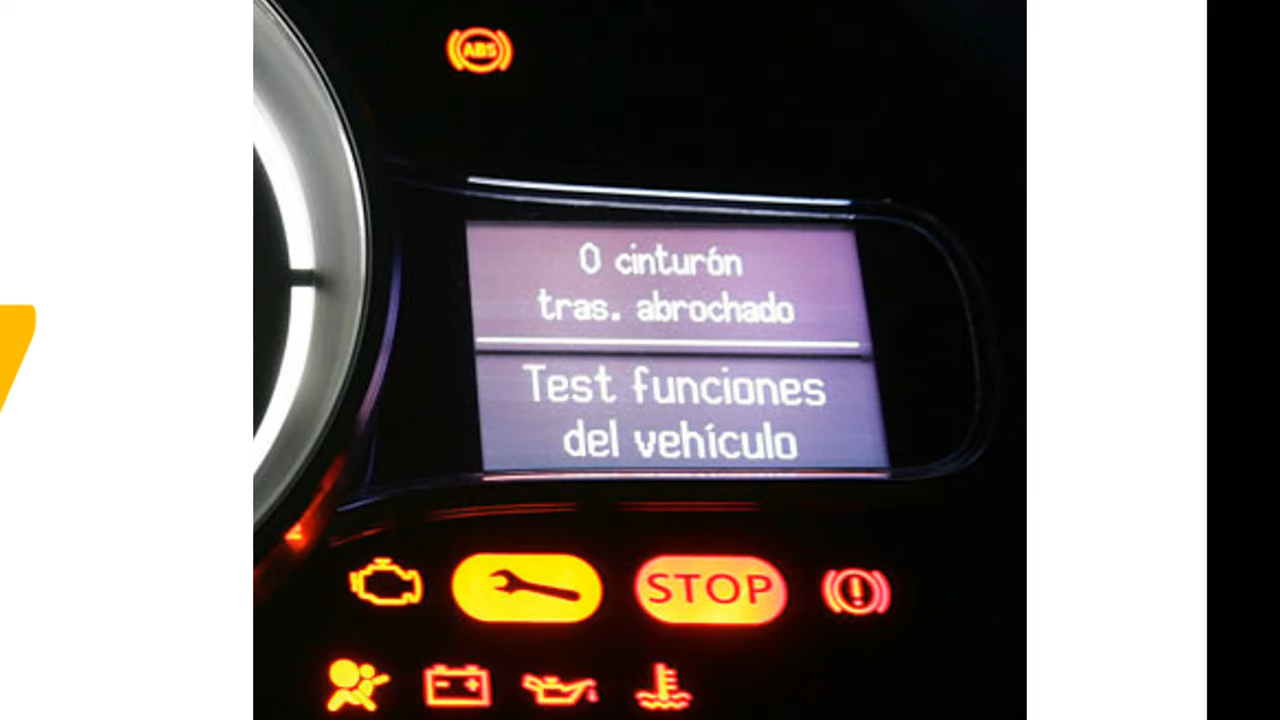 ABS
0 cinturón
tras. abrochado
Test funciones
del vehículo
STOP